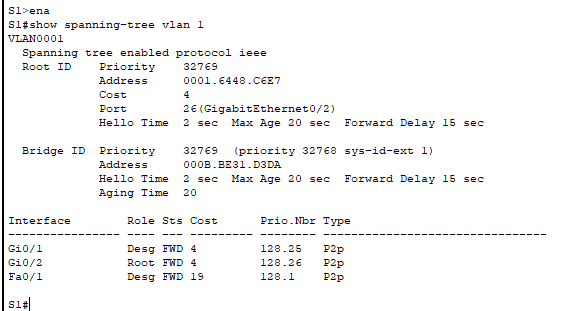 S1>ena
S1#show spanning-tree vlan 1
VLAN0001
  Spanning tree enabled protocol ieee
  Root ID    Priority    32769
             Address     0001.6448.C6E7
             Cost        4
             Port        26(GigabitEthernet0/2)
             Hello Time  2 sec  Max Age 20 sec  Forward Delay 15 sec

  Bridge ID  Priority    32769  (priority 32768 sys-id-ext 1)
             Address     000B.BE31.D3DA
             Hello Time  2 sec  Max Age 20 sec  Forward Delay 15 sec
             Aging Time  20

Interface        Role Sts Cost      Prio.Nbr Type
---------------- ---- --- --------- -------- --------------------------------
Gi0/1            Desg FWD 4         128.25   P2p
Gi0/2            Root FWD 4         128.26   P2p
Fa0/1            Desg FWD 19        128.1    P2p

S1#